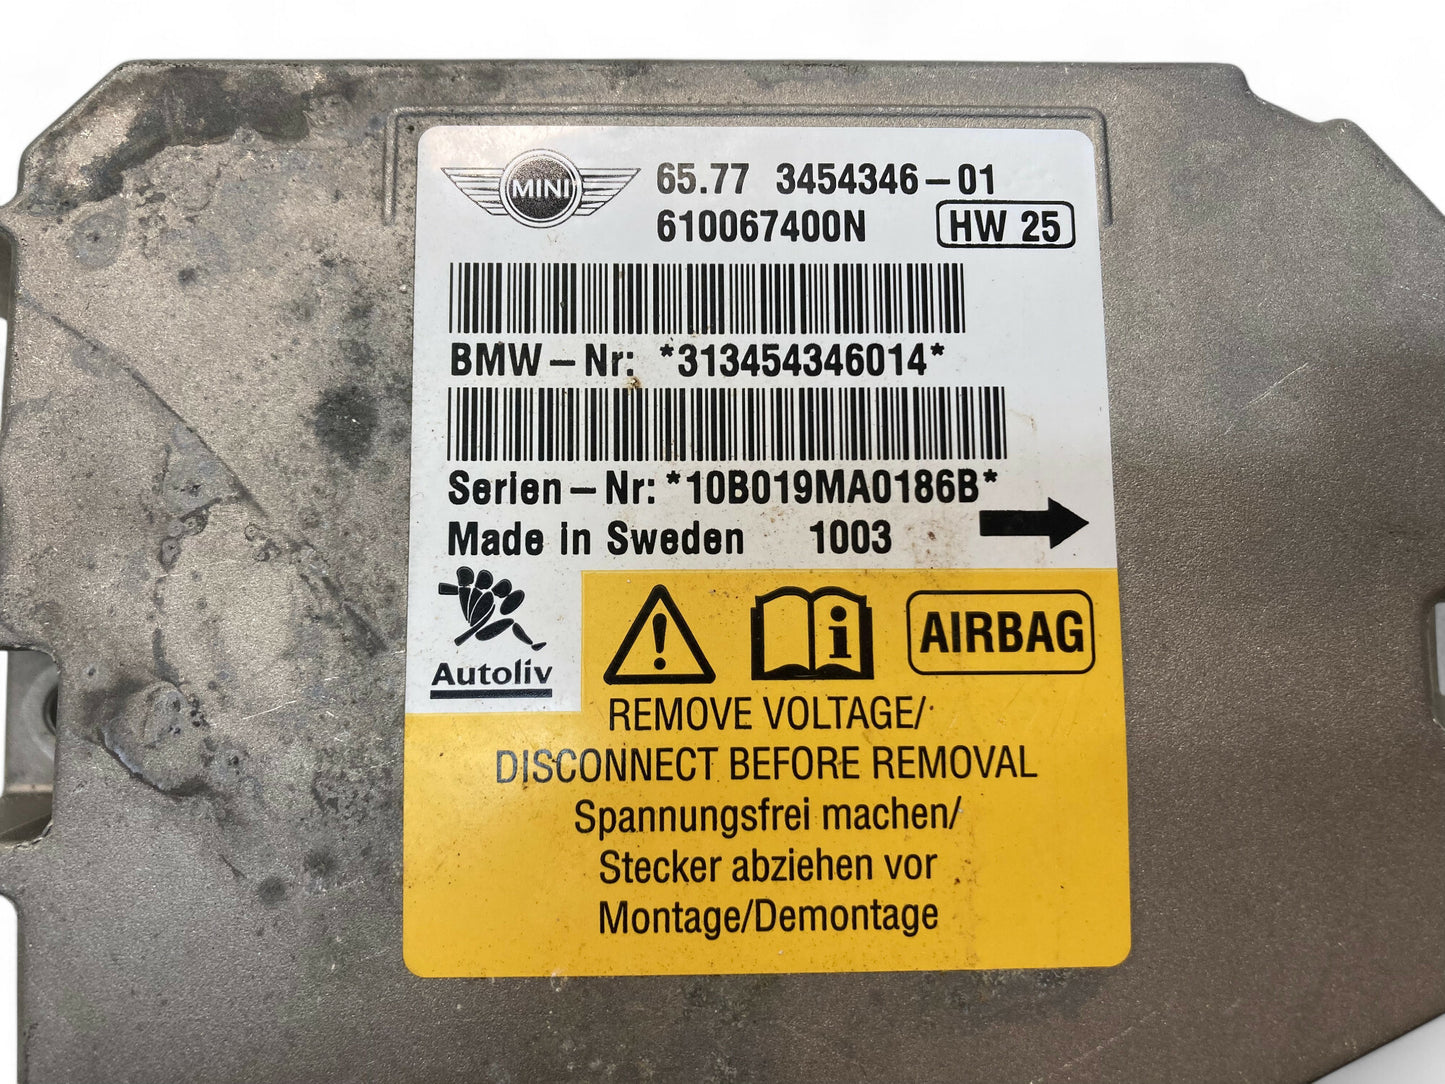 MINI
65.77 3454346-01
610067400N HW 25
BMW-Nr: *313454346014*
Serien-Nr: *10B019MA0186B*
Made in Sweden 1003
Autoliv
AIRBAG
REMOVE VOLTAGE/
DISCONNECT BEFORE REMOVAL
Spannungsfrei machen/
Stecker abziehen vor
Montage/Demontage